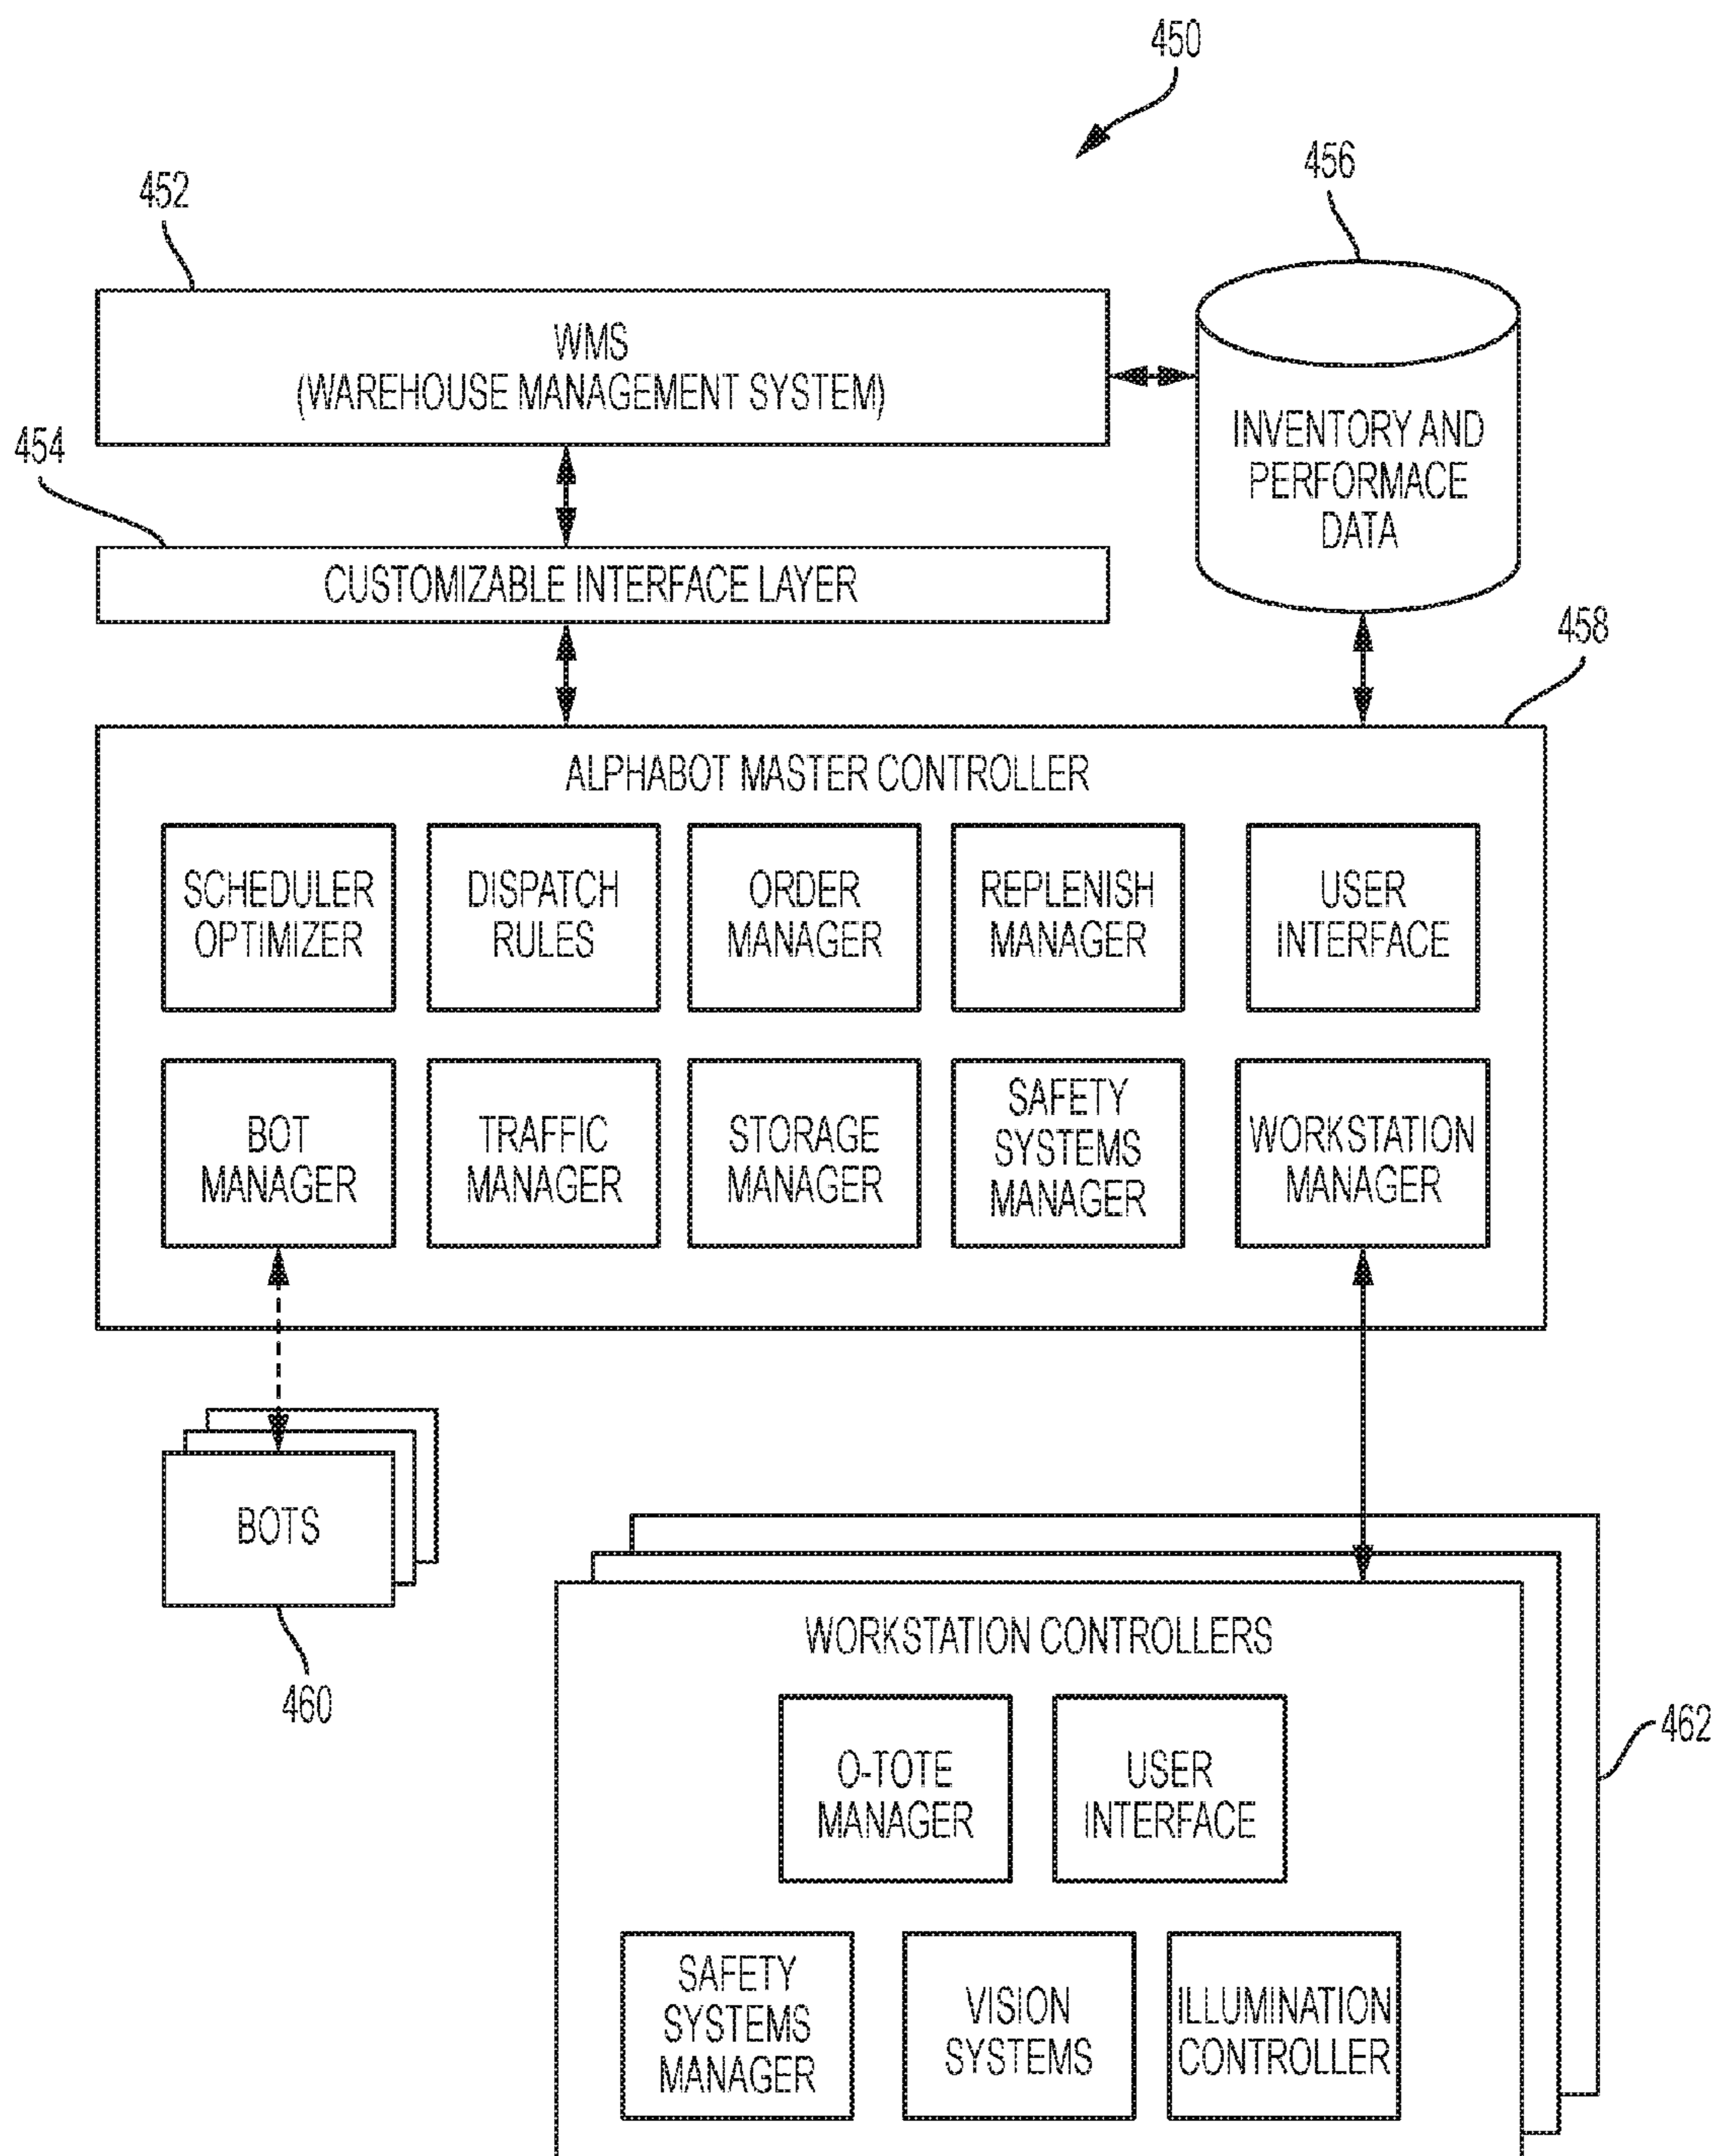 450
456
452
WMS
(WAREHOUSE MANAGEMENT SYSTEM)
INVENTORY AND
PERFORMACE
DATA
454
CUSTOMIZABLE INTERFACE LAYER
458
ALPHABOT MASTER CONTROLLER
SCHEDULER
OPTIMIZER
DISPATCH
RULES
ORDER
MANAGER
REPLENISH
MANAGER
USER
INTERFACE
BOT
MANAGER
TRAFFIC
MANAGER
STORAGE
MANAGER
SAFETY
SYSTEMS
MANAGER
WORKSTATION
MANAGER
BOTS
460
WORKSTATION CONTROLLERS
462
O-TOTE
MANAGER
USER
INTERFACE
SAFETY
SYSTEMS
MANAGER
VISION
SYSTEMS
ILLUMINATION
CONTROLLER